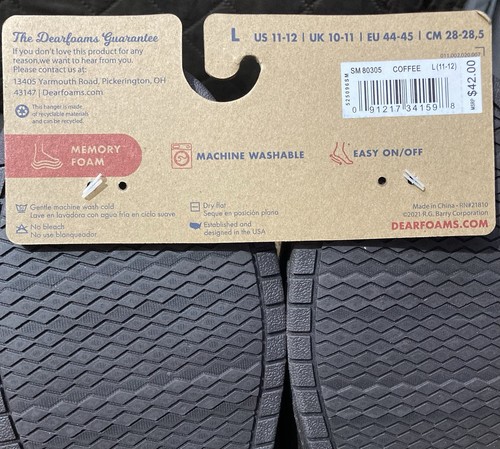 The Dearfoams Guarantee
If you don't love this product for any
reason, we want to hear from you.
Please contact us at:
13405 Yarmouth Road, Pickerington, OH
43147 | Dearfoams.com
This hanger is made
of recyclable materials
and can be recycled.
L US 11-12 | UK 10-11 | EU 44-45 | CM 28-28,5
SM 80305 COFFEE L (11-12)
0 91217 34159 8
MSRP $42.00
MEMORY
FOAM
MACHINE WASHABLE
EASY ON/OFF
Gentle machine wash cold
Lave en lavadora con agua fria en ciclo suave
No bleach
No use blanqueador.
Dry flat
Seque en posición plana
Established and
designed in the USA
Made in China - RN#21810
©2021 R.G. Barry Corporation
DEARFOAMS.COM